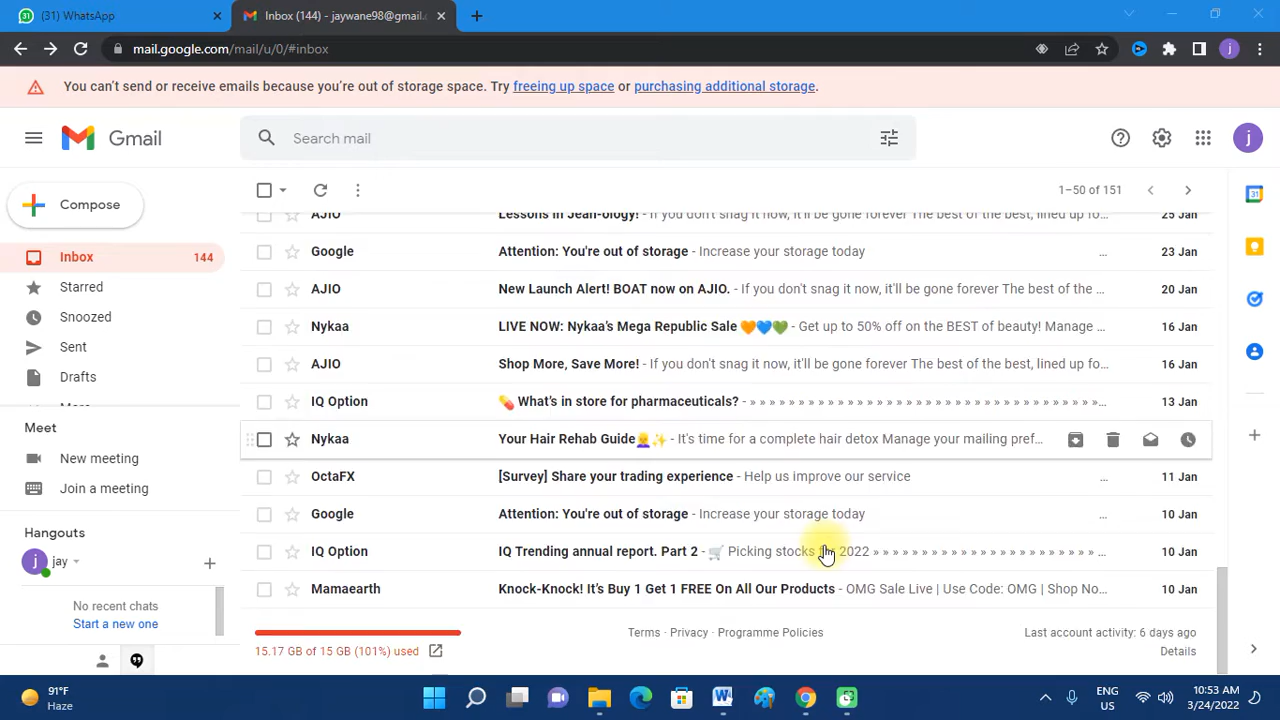 (31) WhatsApp
Inbox (144) - jaywane98@gmail.
mail.google.com/mail/u/0/#inbox
You can't send or receive emails because you're out of storage space. Try freeing up space or purchasing additional storage.
Gmail
Search mail
Compose
1–50 of 151
Inbox 144
Starred
Snoozed
Sent
Drafts
Meet
New meeting
Join a meeting
Hangouts
jay
No recent chats
Start a new one
AJIO Lessons in Jean-ology! - If you don't snag it now, it'll be gone forever The best of the best, lined up fo... 25 Jan
Google Attention: You're out of storage - Increase your storage today ... 23 Jan
AJIO New Launch Alert! BOAT now on AJIO. - If you don't snag it now, it'll be gone forever The best of the ... 20 Jan
Nykaa LIVE NOW: Nykaa's Mega Republic Sale 🧡💙💚 - Get up to 50% off on the BEST of beauty! Manage ... 16 Jan
AJIO Shop More, Save More! - If you don't snag it now, it'll be gone forever The best of the best, lined up fo... 16 Jan
IQ Option 💊 What's in store for pharmaceuticals? - » » » » » » » » » » » » » » » » » » » » » » » » » » » » » » » » » » » » » » » »... 13 Jan
Nykaa Your Hair Rehab Guide💆‍♀️✨ - It's time for a complete hair detox Manage your mailing pref...
OctaFX [Survey] Share your trading experience - Help us improve our service ... 11 Jan
Google Attention: You're out of storage - Increase your storage today ... 10 Jan
IQ Option IQ Trending annual report. Part 2 - 🛒 Picking stocks 2022 » » » » » » » » » » » » » » » » » » » » » » » » » ... 10 Jan
Mamaearth Knock-Knock! It's Buy 1 Get 1 FREE On All Our Products - OMG Sale Live | Use Code: OMG | Shop No... 10 Jan
15.17 GB of 15 GB (101%) used
Terms · Privacy · Programme Policies
Last account activity: 6 days ago
Details
91°F
Haze
ENG
US
10:53 AM
3/24/2022